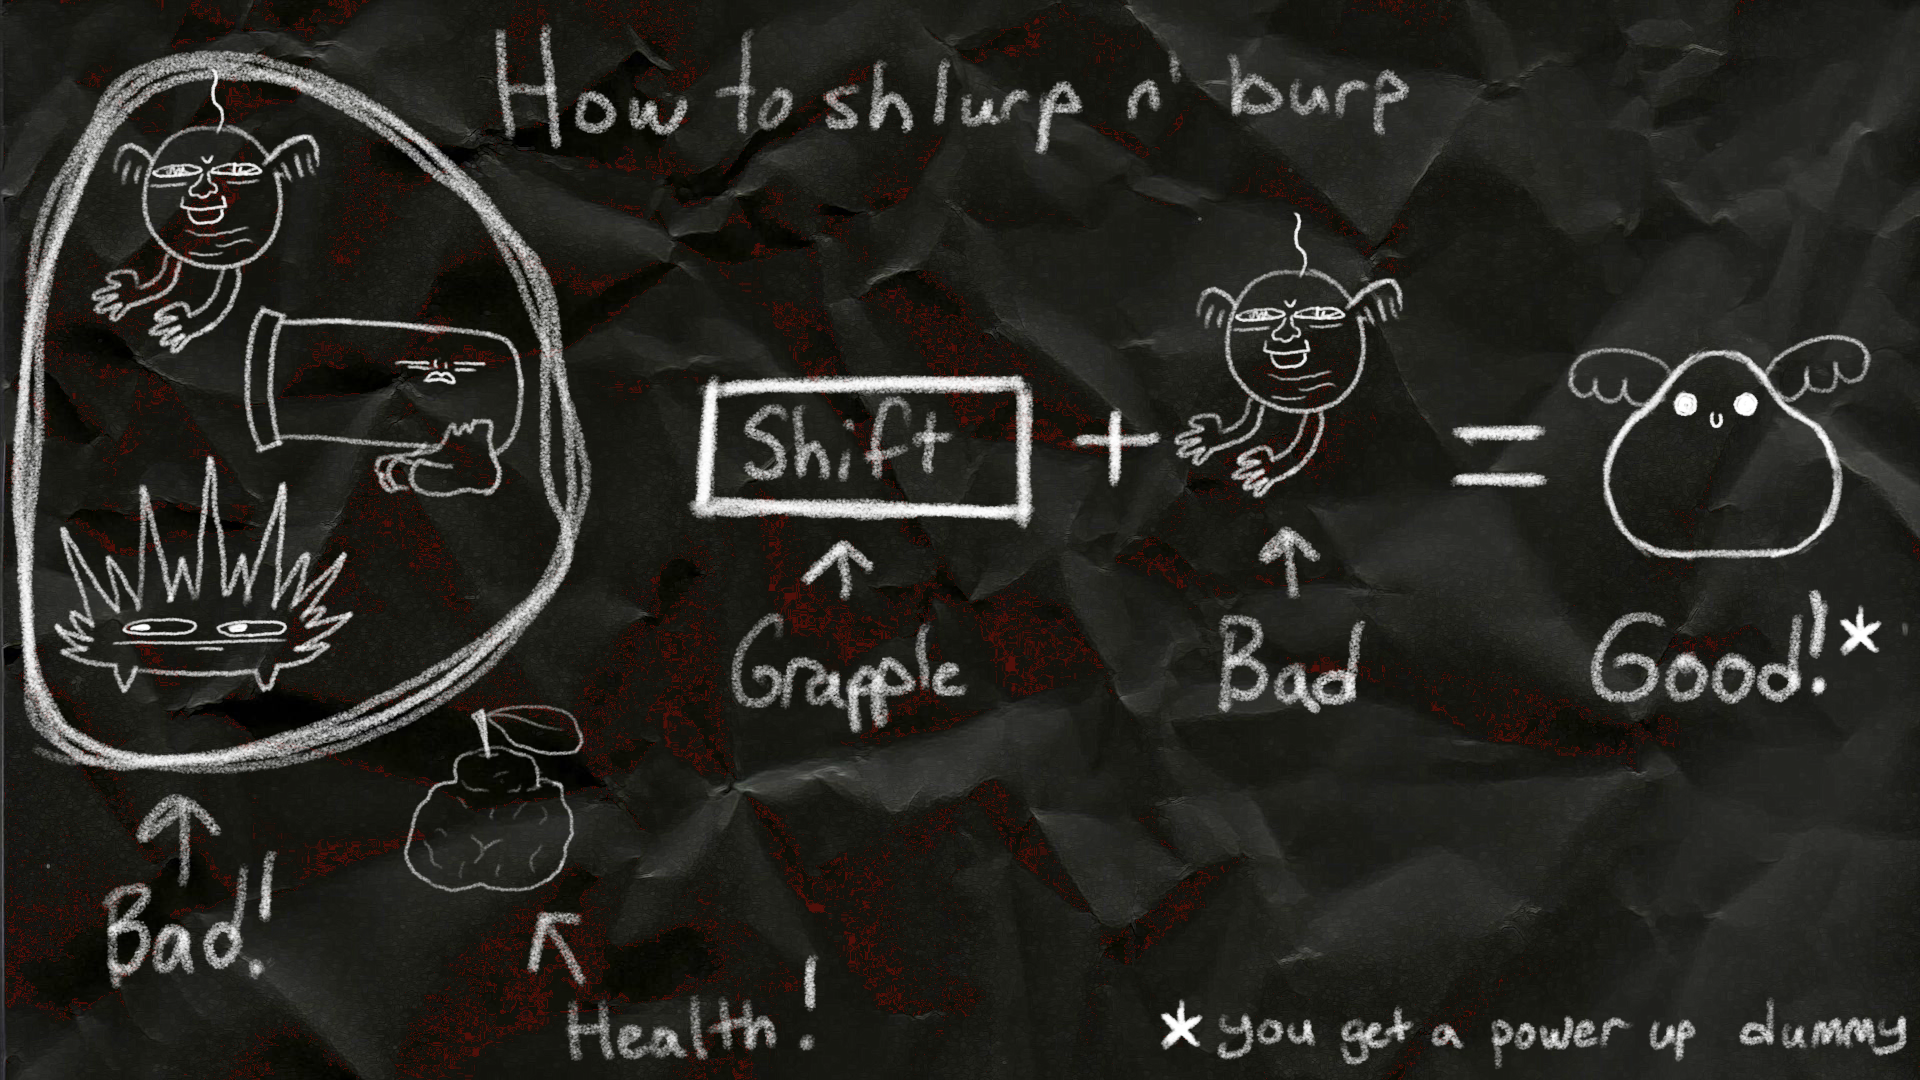 How to shlurp n' burp
Shift
+
=
Grapple
Bad
Good!*
Bad!
Health!
*you get a power up dummy